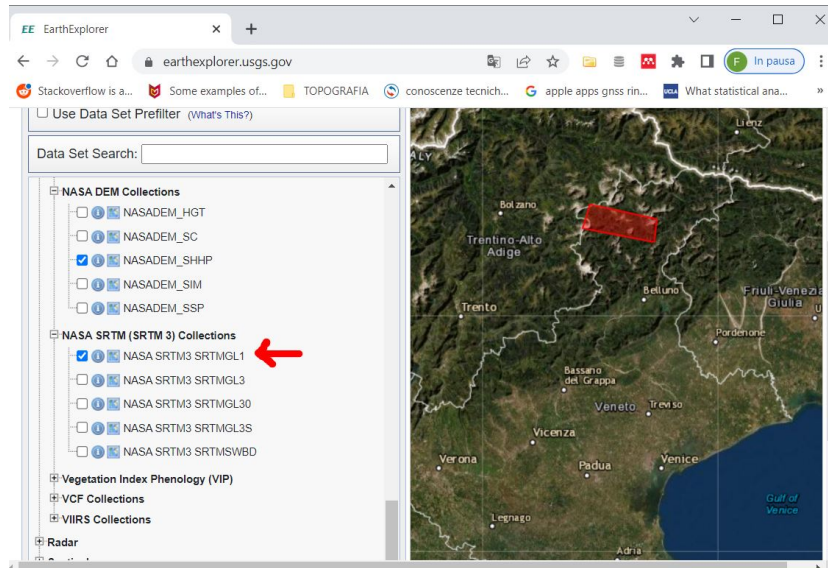 EE EarthExplorer
earthexplorer.usgs.gov
F In pausa
Stackoverflow is a... Some examples of... TOPOGRAFIA conoscenze tecnich... apple apps gnss rin... UCLA What statistical ana... »
Use Data Set Prefilter (What's This?)
Data Set Search:
NASA DEM Collections
NASADEM_HGT
NASADEM_SC
NASADEM_SHHP
NASADEM_SIM
NASADEM_SSP
NASA SRTM (SRTM 3) Collections
NASA SRTM3 SRTMGL1
NASA SRTM3 SRTMGL3
NASA SRTM3 SRTMGL30
NASA SRTM3 SRTMGL3S
NASA SRTM3 SRTMSWBD
Vegetation Index Phenology (VIP)
VCF Collections
VIIRS Collections
Radar
Lienz
ALY
Bolzano
Trentino-Alto
Adige
Belluno
Friuli-Venezia
Giulia
Trento
Pordenone
Bassano
del Grappa
Veneto
Treviso
Vicenza
Verona
Padua
Venice
Gulf of
Venice
Legnago
Adria